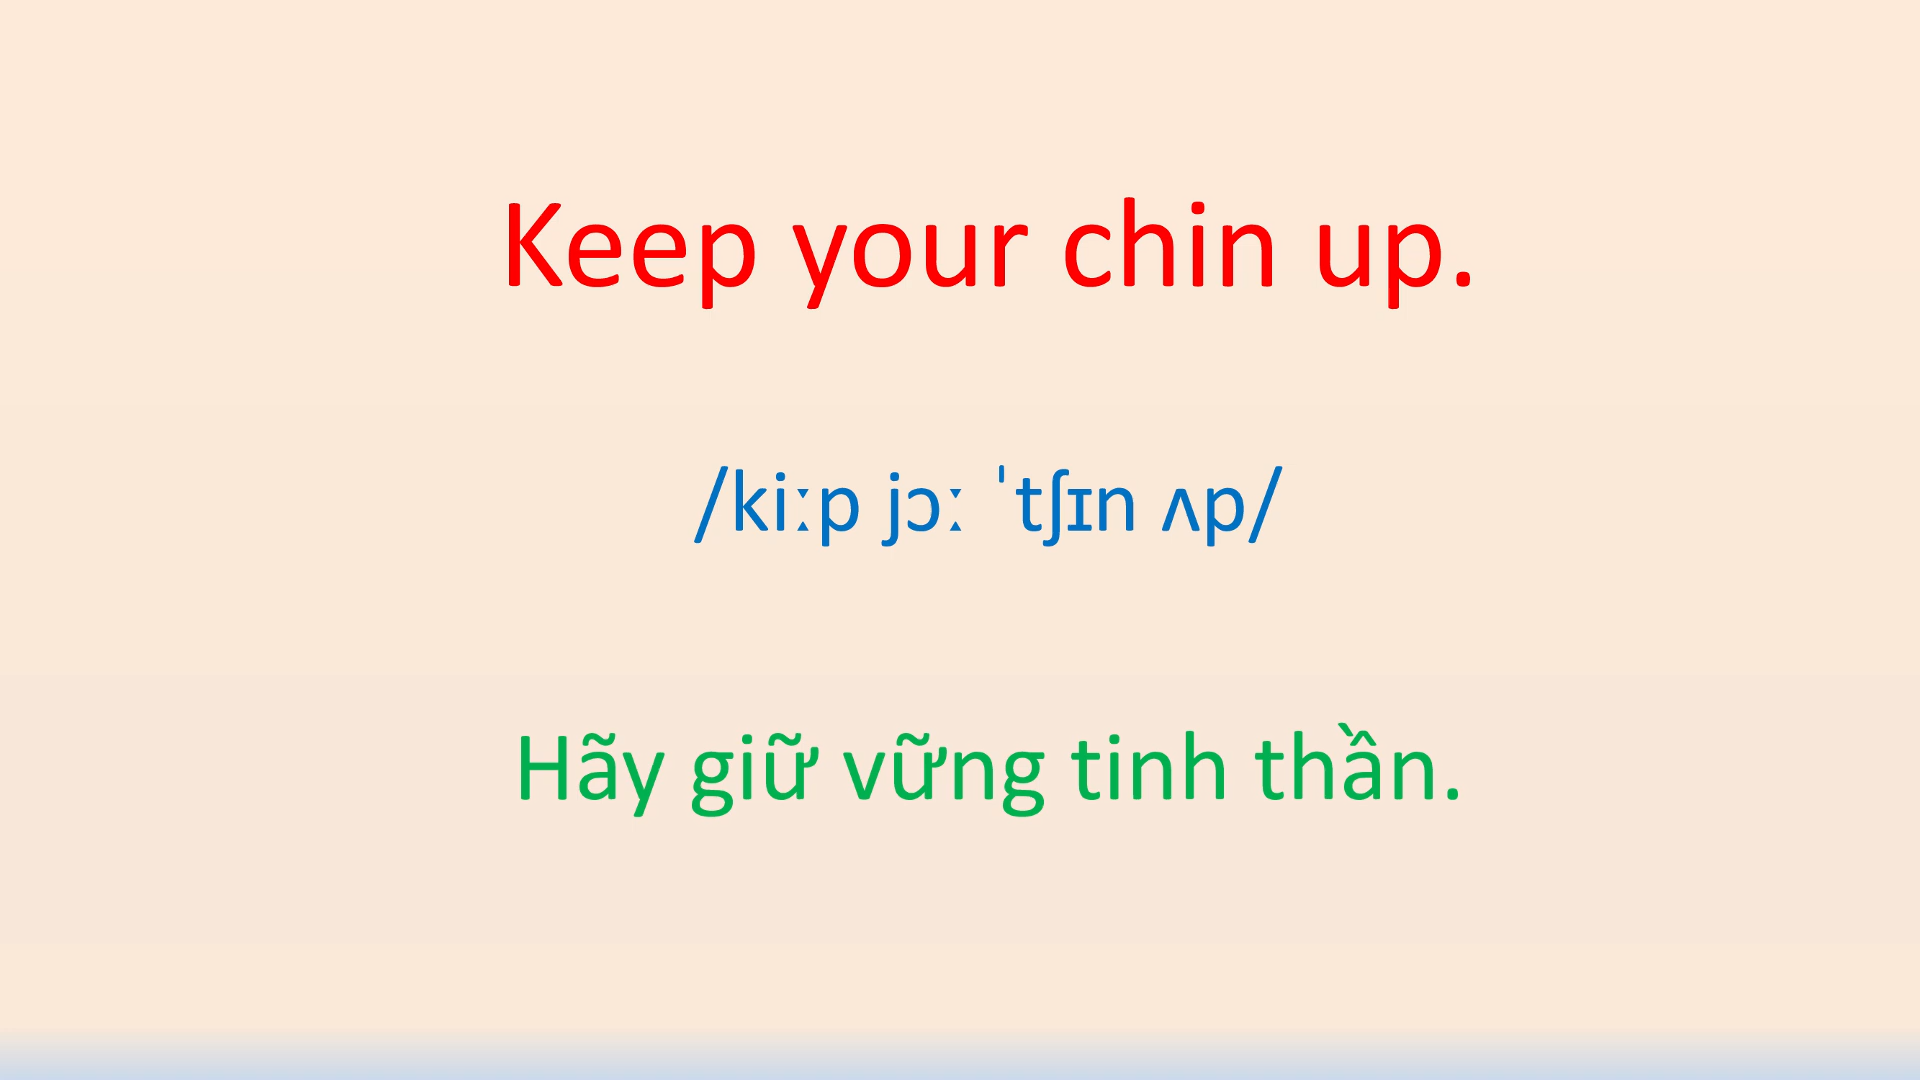 Keep your chin up.
/kiːp jɔː ˈtʃɪn ʌp/
Hãy giữ vững tinh thần.